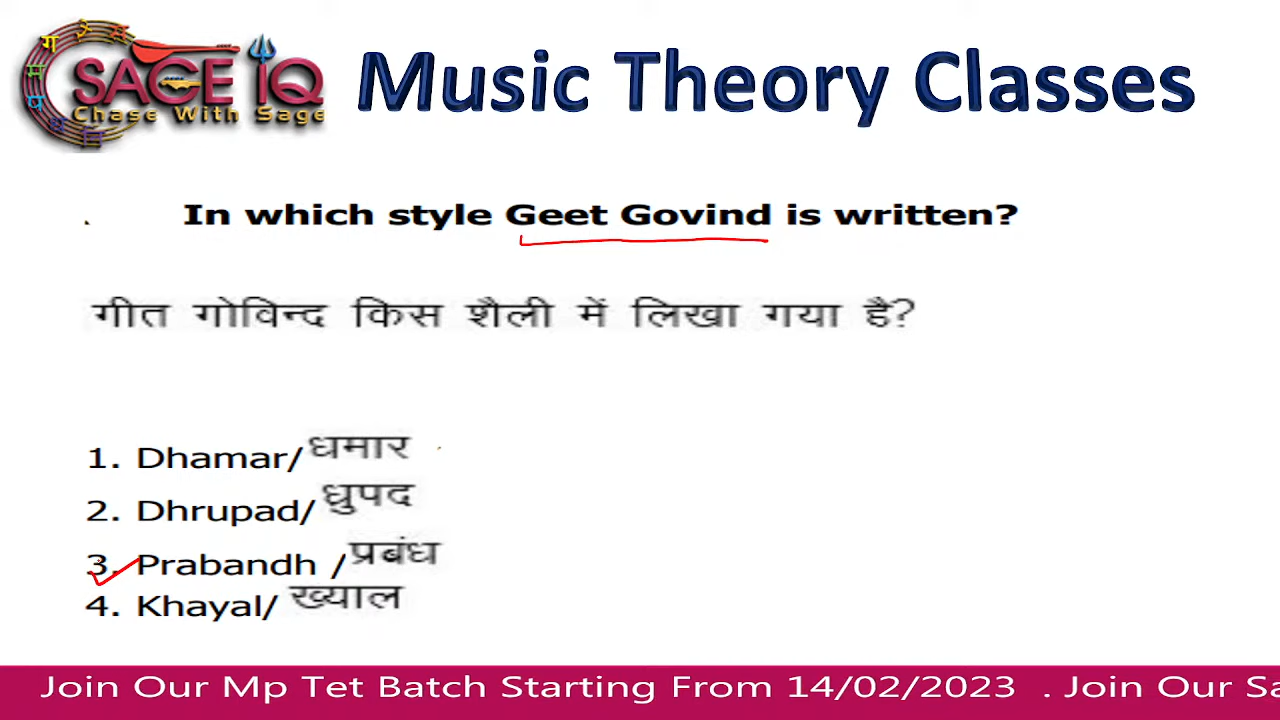 SAGE IQ
Chase With Sage
Music Theory Classes
In which style Geet Govind is written?
गीत गोविन्द किस शैली में लिखा गया है?
1. Dhamar/धमार
2. Dhrupad/ध्रुपद
3. Prabandh /प्रबंध
4. Khayal/ ख्याल
Join Our Mp Tet Batch Starting From 14/02/2023 . Join Our Sa